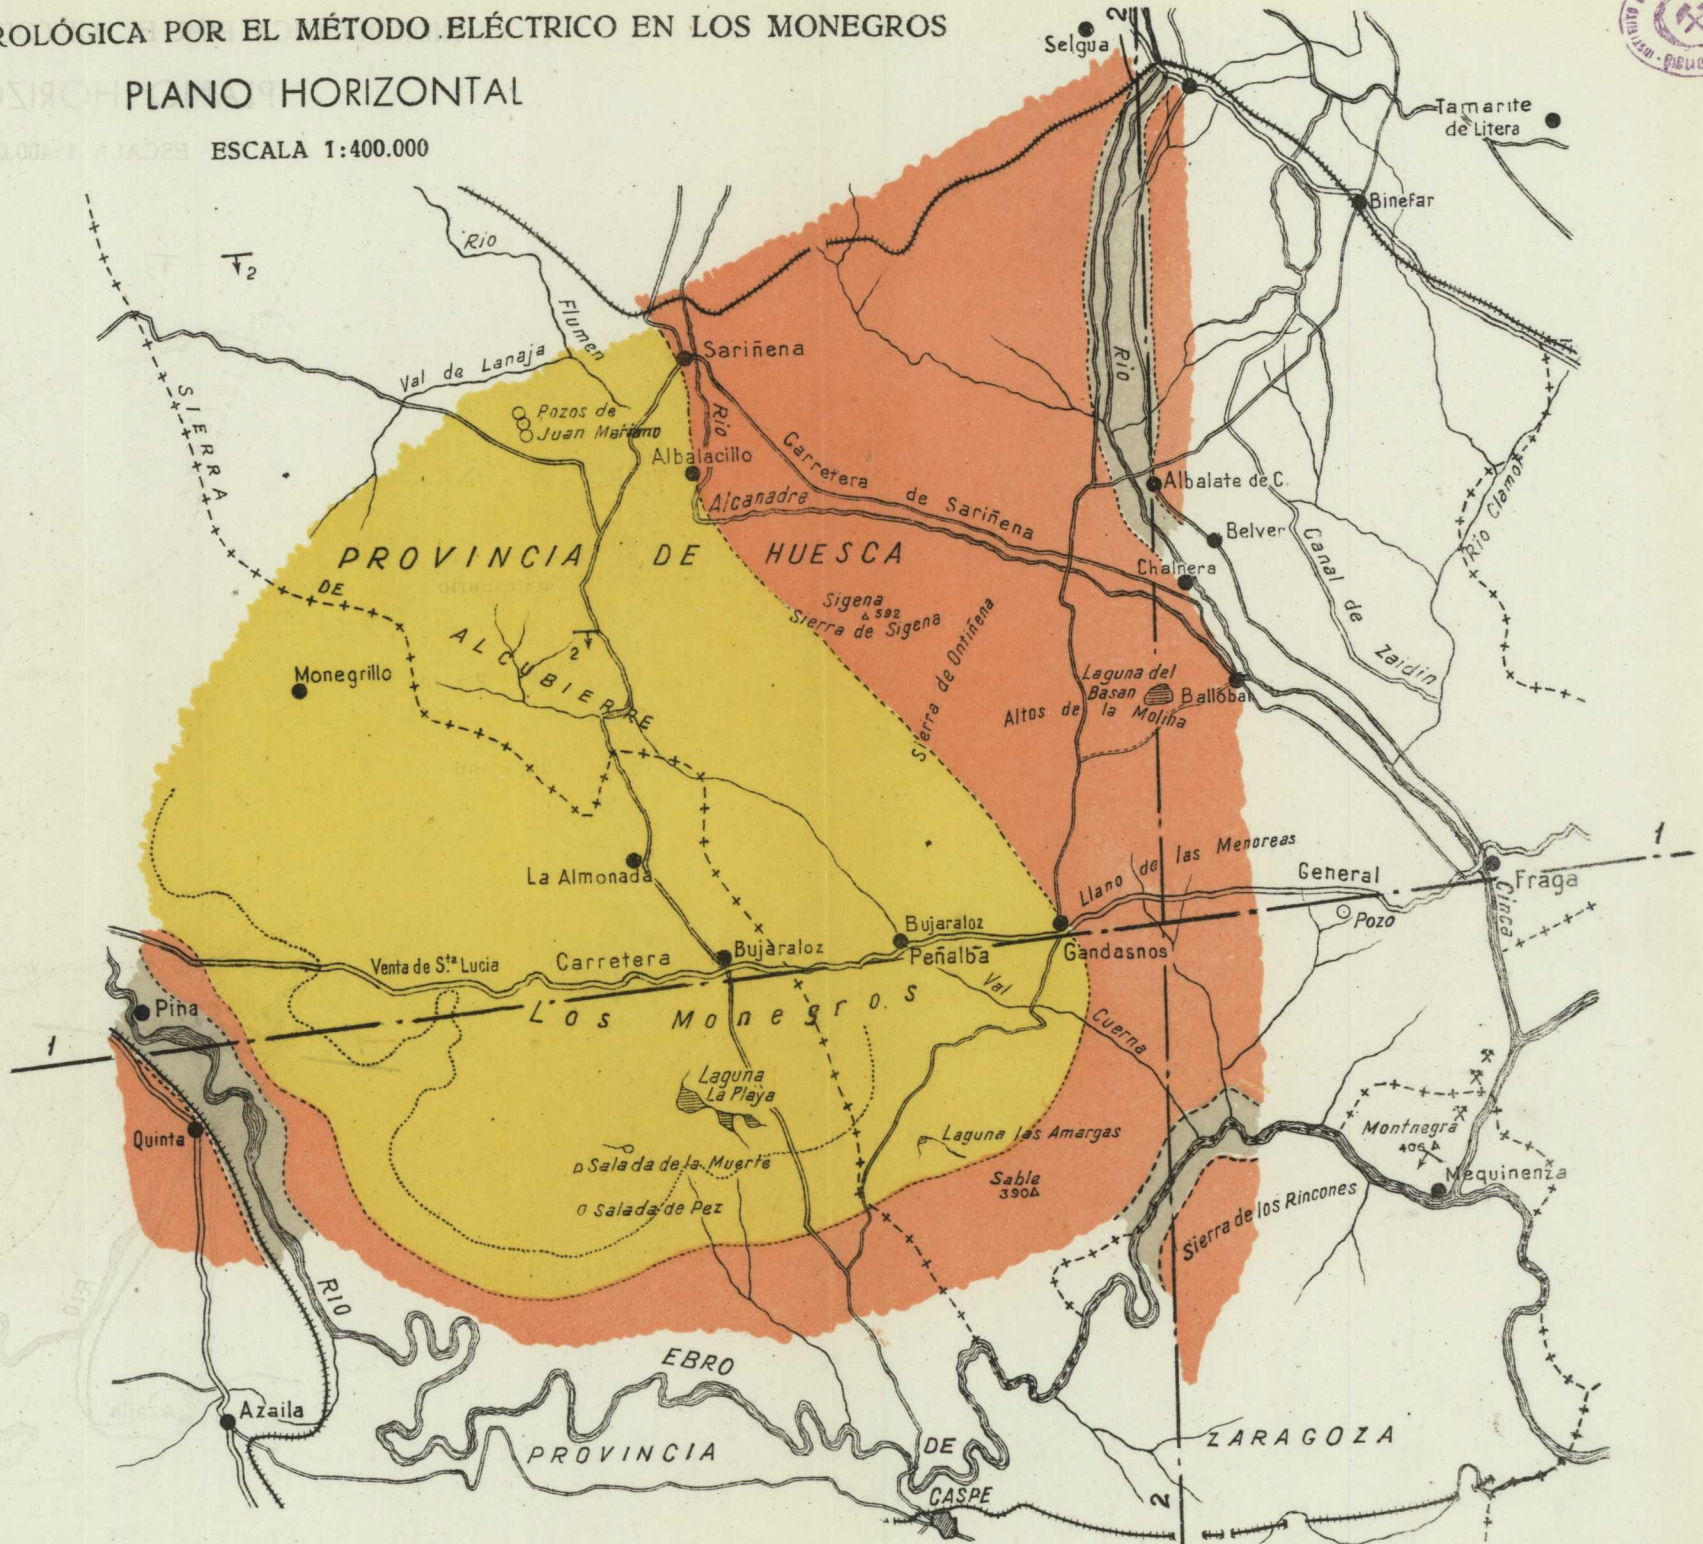 ROLÓGICA POR EL MÉTODO ELÉCTRICO EN LOS MONEGROS
PLANO HORIZONTAL
ESCALA 1:400.000
2
Selgua
Tamarite
de Litera
Binefar
Rio
Flumen
2
Val de Lanaja
Sariñena
Rio
Rio
Pozos de
Juan Mariano
Albalacillo
Alcanadre
Carretera de Sariñena
Albalate de C.
Belver
Chalnera
Canal de Zaidin
Rio Clamor
SIERRA
DE
ALCUBIERRE
PROVINCIA DE HUESCA
Sigena
592
Sierra de Sigena
Sierra de Ontiñena
2
Monegrillo
Laguna del
Basan
Ballobar
Altos de la Molina
La Almonada
Llano de las Menoreas
General
1
Fraga
Cinca
Pozo
Bujaraloz
Peñalba
Gandasnos
Bujaraloz
Venta de Sta Lucia
Carretera
Los Monegros
Val
Cuerna
Pina
1
Laguna
La Playa
Quinta
Laguna las Amargas
Montnegra
406
Salada de la Muerte
Sable
390
Mequinenza
Salada de Pez
Sierra de los Rincones
RIO
EBRO
Azaila
PROVINCIA
DE
ZARAGOZA
CASPE
2